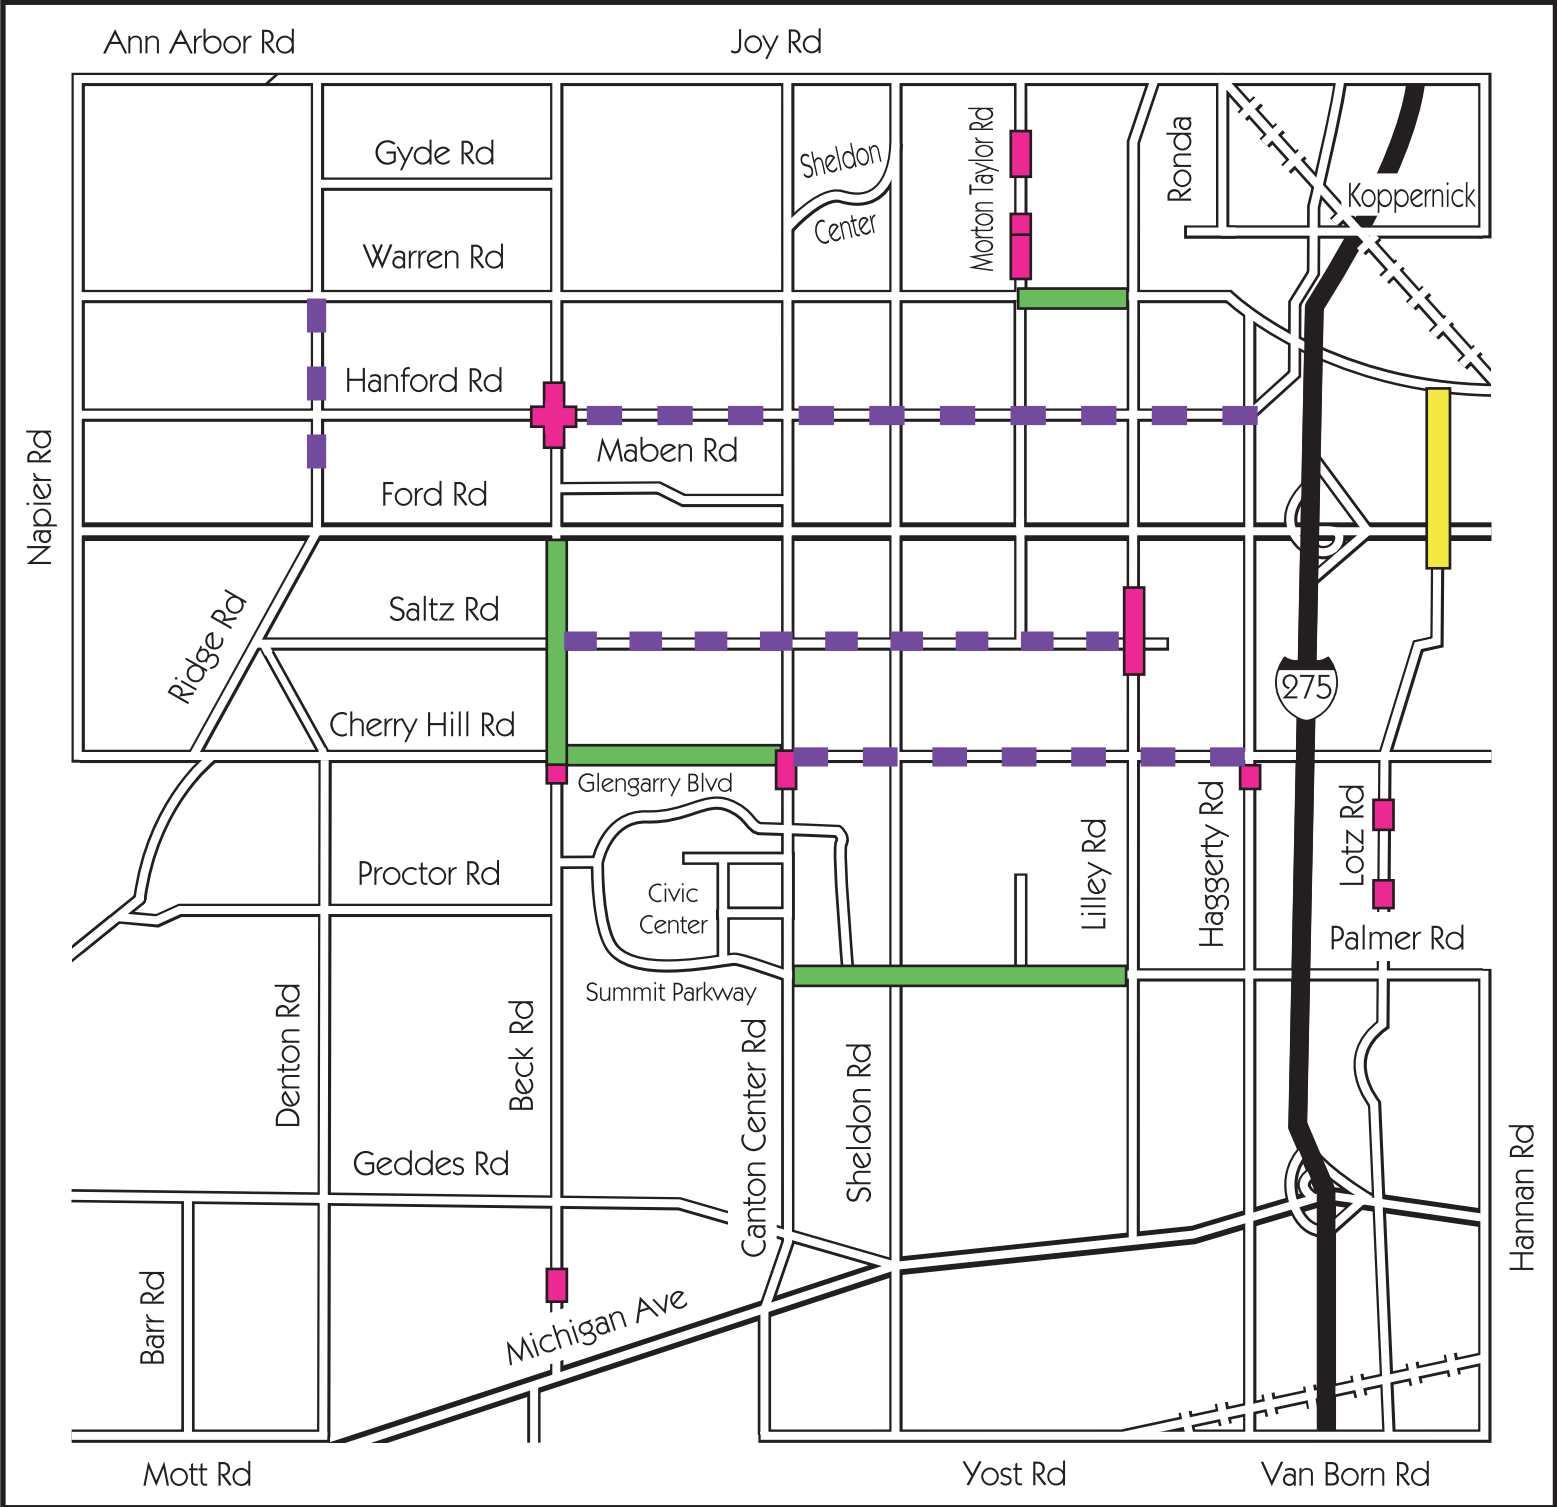 Ann Arbor Rd
Joy Rd
Gyde Rd
Sheldon
Center
Morton Taylor Rd
Ronda
Koppernick
Warren Rd
Hanford Rd
Maben Rd
Napier Rd
Ford Rd
Saltz Rd
Ridge Rd
275
Cherry Hill Rd
Glengarry Blvd
Haggerty Rd
Lotz Rd
Lilley Rd
Proctor Rd
Civic
Center
Palmer Rd
Summit Parkway
Denton Rd
Beck Rd
Canton Center Rd
Sheldon Rd
Geddes Rd
Hannan Rd
Barr Rd
Michigan Ave
Mott Rd
Yost Rd
Van Born Rd